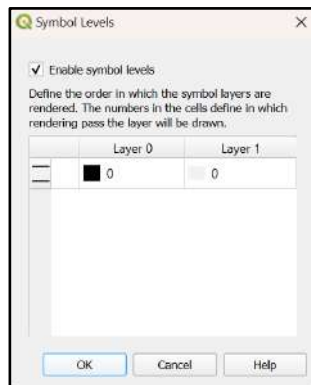 Symbol Levels
Enable symbol levels
Define the order in which the symbol layers are
rendered. The numbers in the cells define in which
rendering pass the layer will be drawn.
Layer 0 Layer 1
0 0
OK Cancel Help